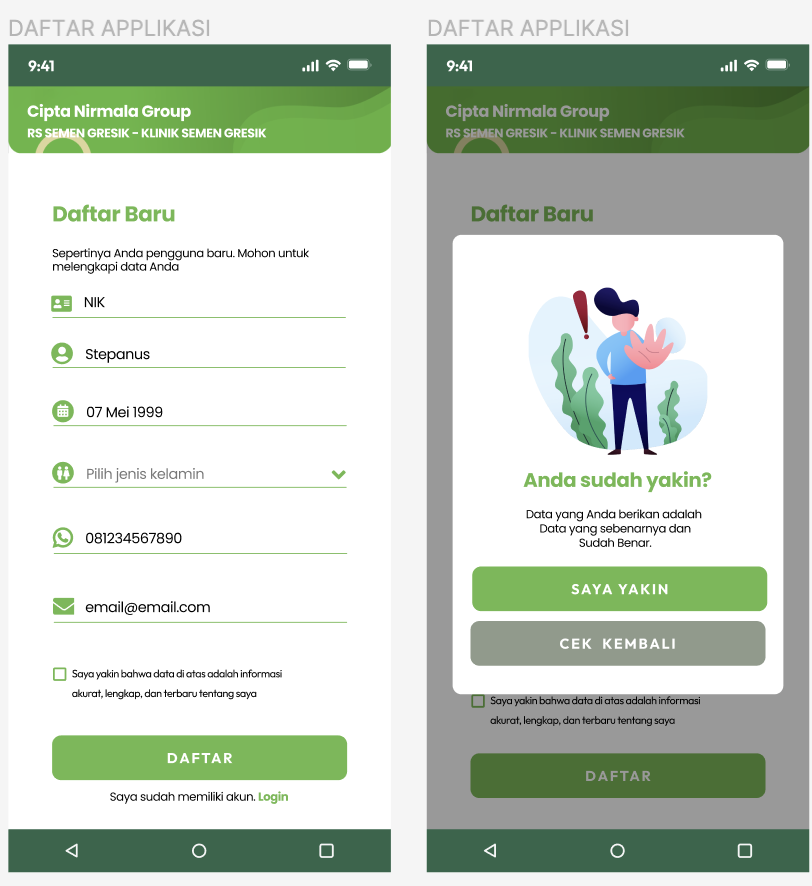 DAFTAR APPLIKASI
9:41
Cipta Nirmala Group
RS SEMEN GRESIK - KLINIK SEMEN GRESIK
Daftar Baru
Sepertinya Anda pengguna baru. Mohon untuk
melengkapi data Anda
NIK
Stepanus
07 Mei 1999
Pilih jenis kelamin
081234567890
email@email.com
Saya yakin bahwa data di atas adalah informasi
akurat, lengkap, dan terbaru tentang saya
DAFTAR
Saya sudah memiliki akun. Login
DAFTAR APPLIKASI
9:41
Cipta Nirmala Group
RS SEMEN GRESIK - KLINIK SEMEN GRESIK
Daftar Baru
Anda sudah yakin?
Data yang Anda berikan adalah
Data yang sebenarnya dan
Sudah Benar.
SAYA YAKIN
CEK KEMBALI
Saya yakin bahwa data di atas adalah informasi
akurat, lengkap, dan terbaru tentang saya
DAFTAR